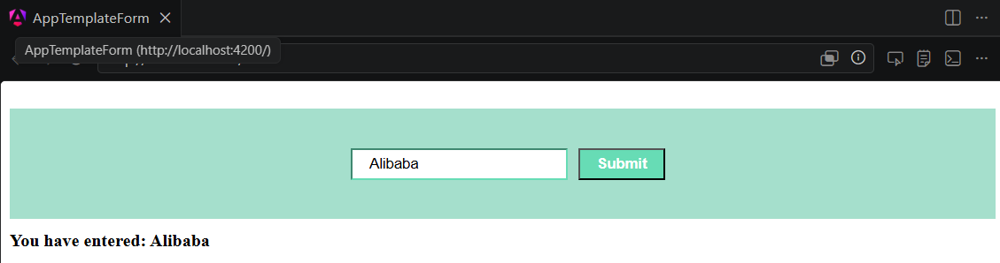 AppTemplateForm
AppTemplateForm (http://localhost:4200/)
Alibaba
Submit
You have entered: Alibaba